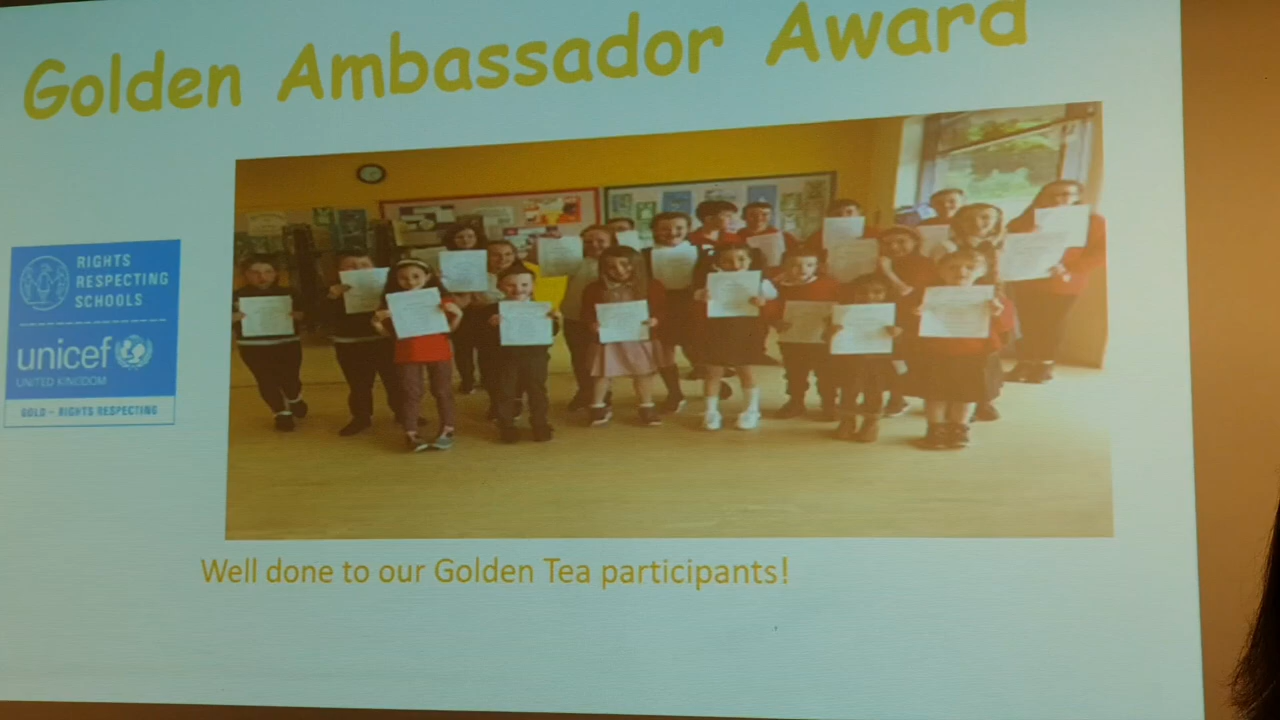 Golden Ambassador Award
RIGHTS
RESPECTING
SCHOOLS
unicef
UNITED KINGDOM
GOLD - RIGHTS RESPECTING
Well done to our Golden Tea participants!